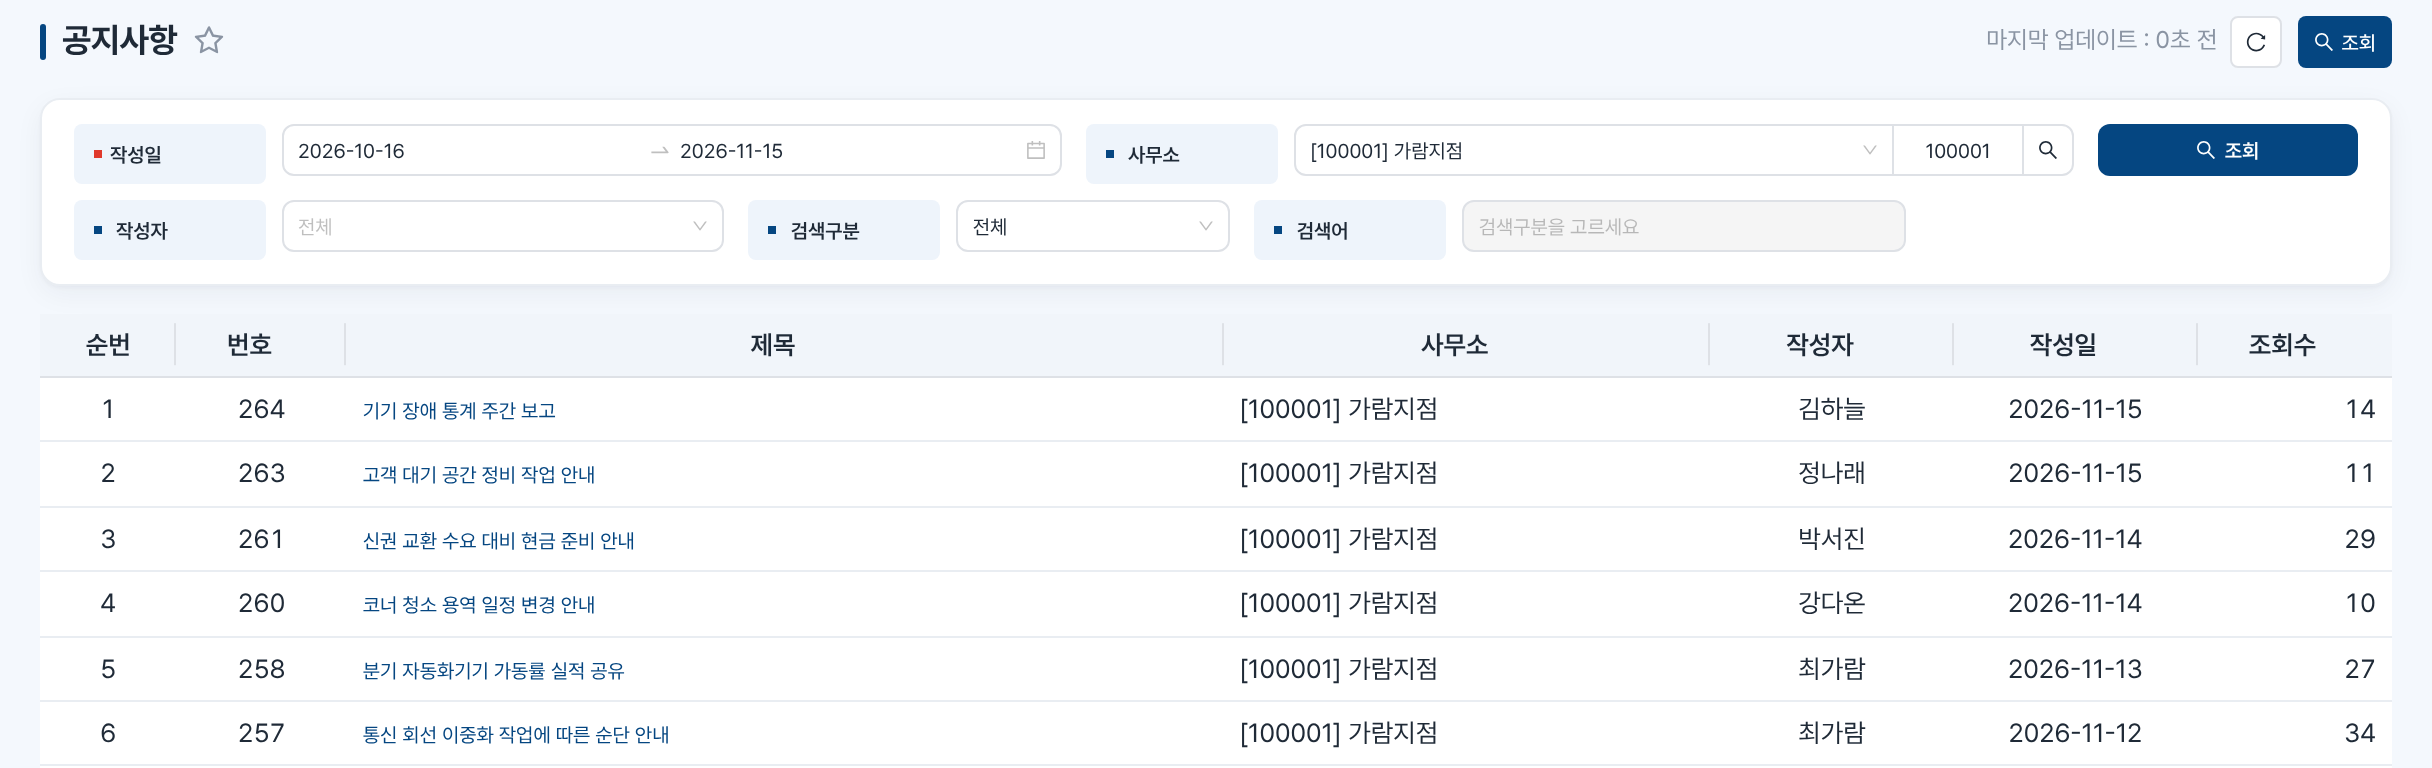 공지사항 마지막 업데이트 : 0초 전 조회
작성일 2026-10-16 2026-11-15 사무소 [100001] 가람지점 100001 조회
작성자 전체 검색구분 전체 검색어 검색구분을 고르세요
순번 번호 제목 사무소 작성자 작성일 조회수
1 264 기기 장애 통계 주간 보고 [100001] 가람지점 김하늘 2026-11-15 14
2 263 고객 대기 공간 정비 작업 안내 [100001] 가람지점 정나래 2026-11-15 11
3 261 신권 교환 수요 대비 현금 준비 안내 [100001] 가람지점 박서진 2026-11-14 29
4 260 코너 청소 용역 일정 변경 안내 [100001] 가람지점 강다온 2026-11-14 10
5 258 분기 자동화기기 가동률 실적 공유 [100001] 가람지점 최가람 2026-11-13 27
6 257 통신 회선 이중화 작업에 따른 순단 안내 [100001] 가람지점 최가람 2026-11-12 34